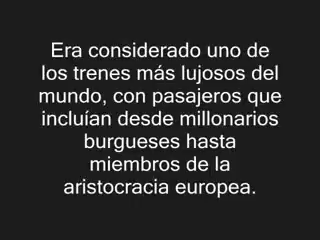 Era considerado uno de
los trenes más lujosos del
mundo, con pasajeros que
incluían desde millonarios
burgueses hasta
miembros de la
aristocracia europea.